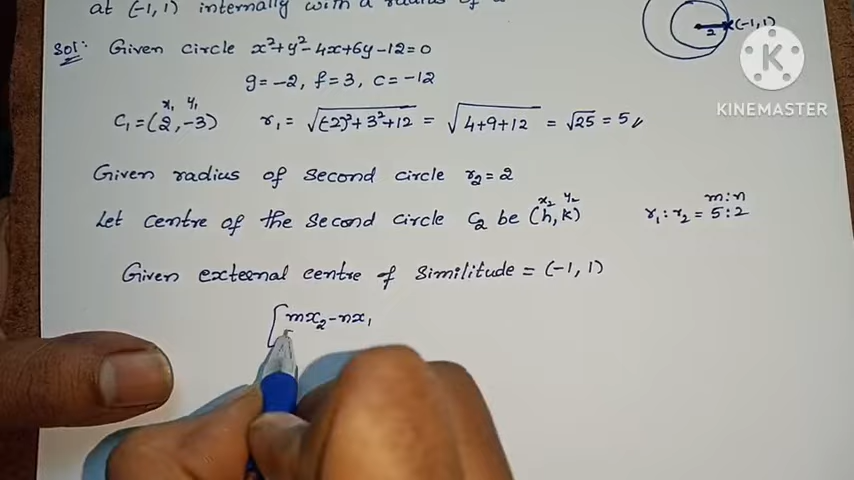 at (-1, 1) internally with a radius of 2
Sol: Given circle x²+y²-4x+6y-12=0
g=-2, f=3, c=-12
x₁ y₁
C₁=(2,-3) r₁ = √(-2)²+3²+12 = √4+9+12 = √25 = 5
Given radius of second circle r₂=2
m:n
x₂ y₂
Let centre of the second circle C₂ be (h,k) r₁:r₂ = 5:2
Given external centre of similitude = (-1, 1)
[mx₂-nx₁
2 (-1,1)
KINEMASTER